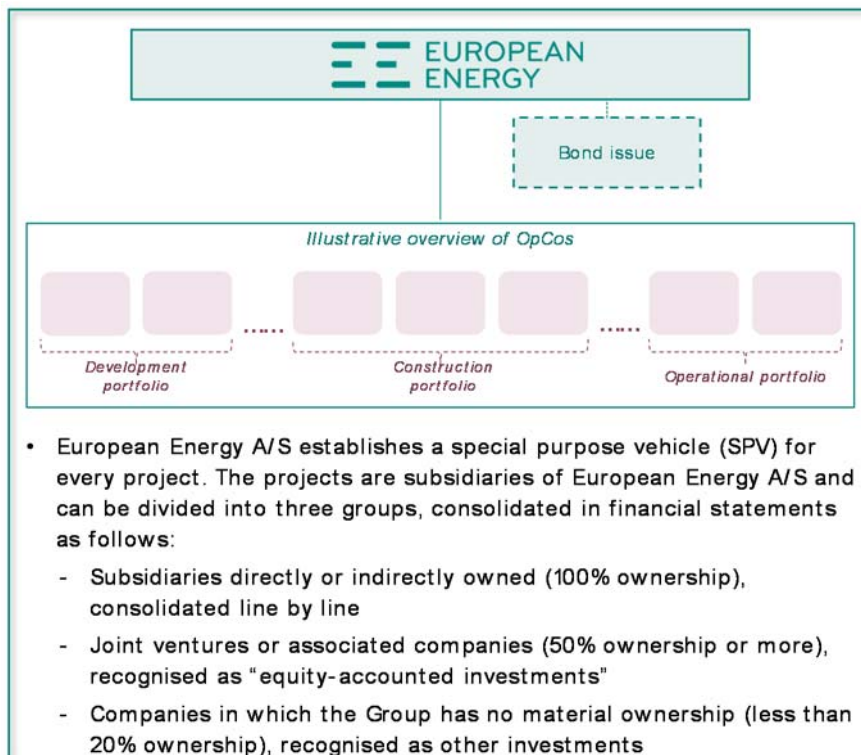 EUROPEAN
ENERGY
Bond issue
Illustrative overview of OpCos
...... ......
Development
portfolio
Construction
portfolio
Operational portfolio
• European Energy A/S establishes a special purpose vehicle (SPV) for
every project. The projects are subsidiaries of European Energy A/S and
can be divided into three groups, consolidated in financial statements
as follows:
- Subsidiaries directly or indirectly owned (100% ownership),
consolidated line by line
- Joint ventures or associated companies (50% ownership or more),
recognised as “equity-accounted investments”
- Companies in which the Group has no material ownership (less than
20% ownership), recognised as other investments